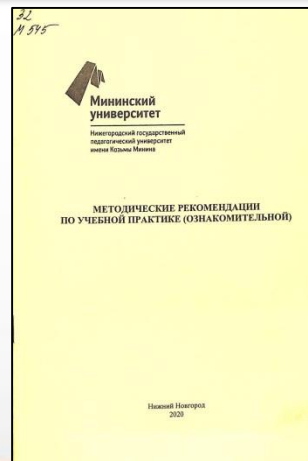 32
М 545
Мининский
университет
Нижегородский государственный
педагогический университет
имени Козьмы Минина
МЕТОДИЧЕСКИЕ РЕКОМЕНДАЦИИ
ПО УЧЕБНОЙ ПРАКТИКЕ (ОЗНАКОМИТЕЛЬНОЙ)
Нижний Новгород
2020